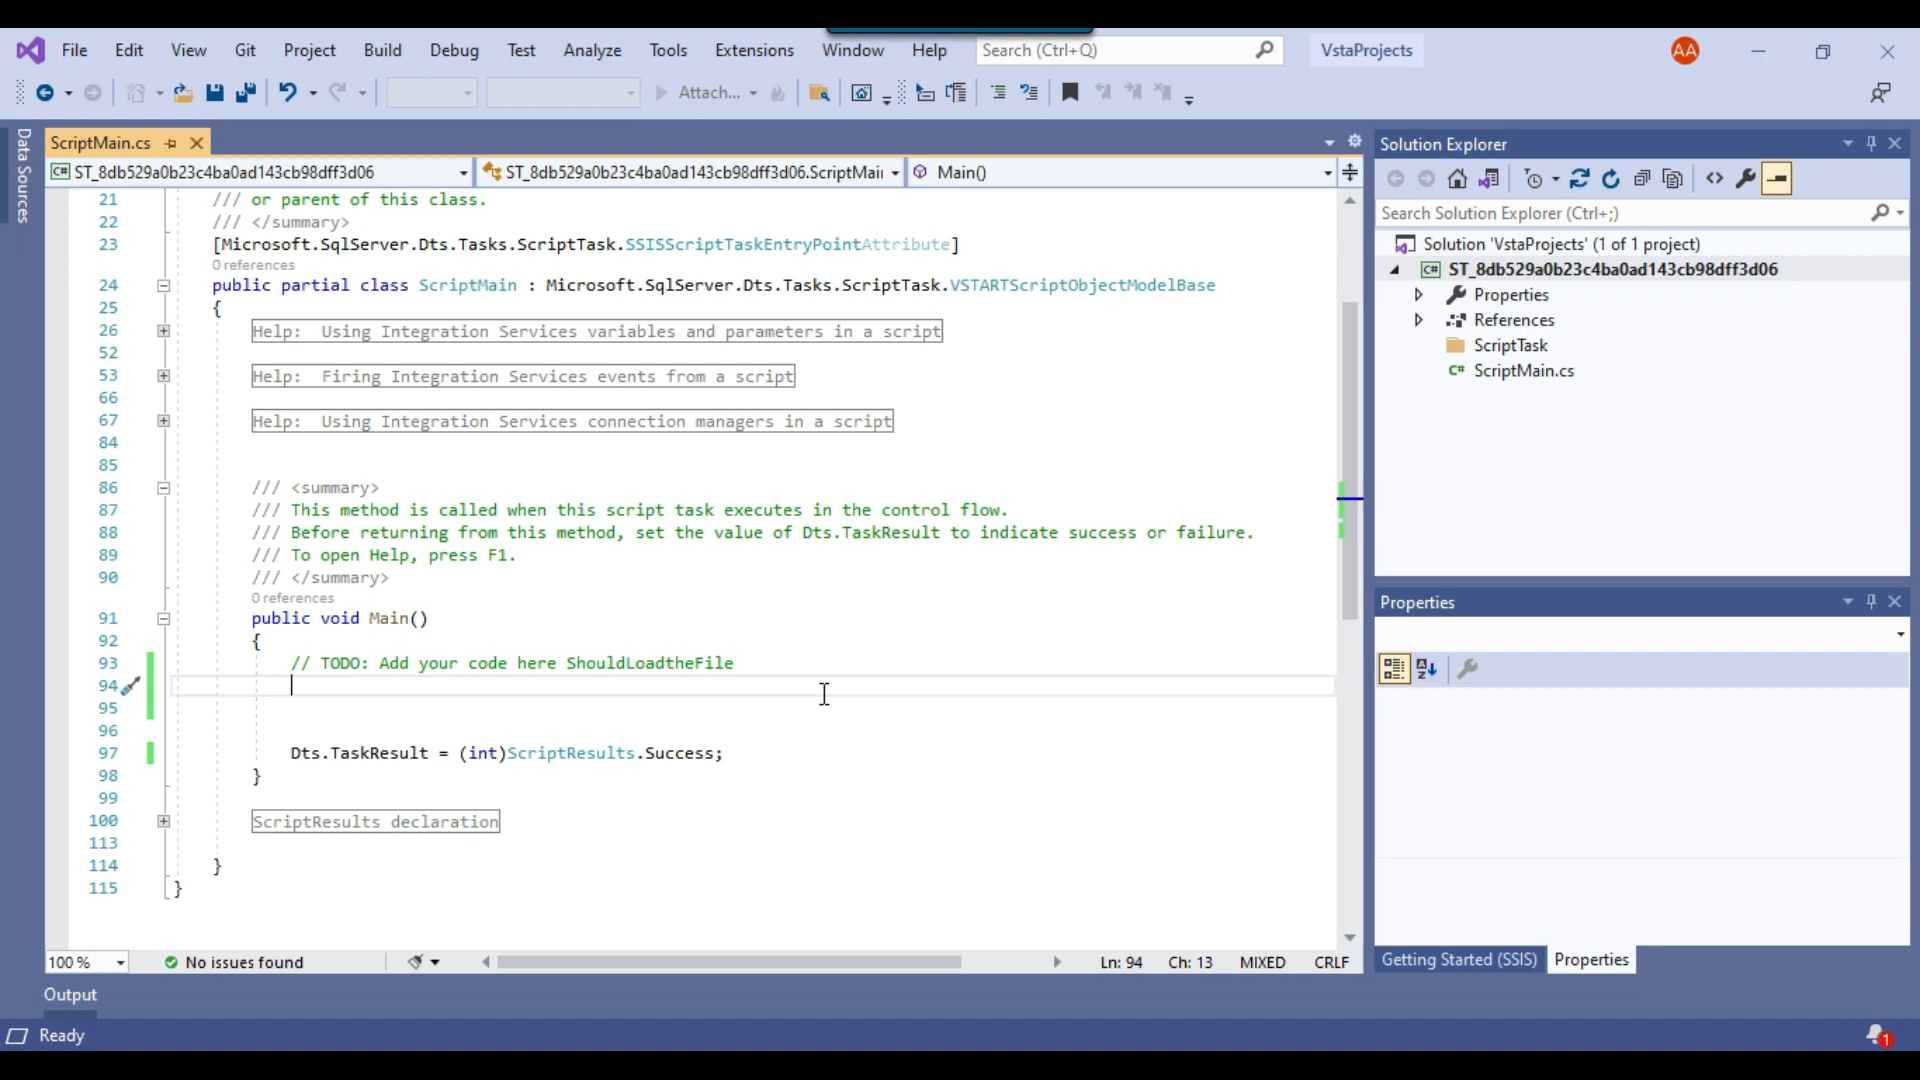 File Edit View Git Project Build Debug Test Analyze Tools Extensions Window Help Search (Ctrl+Q) VstaProjects AA
Attach...
Data Sources
ScriptMain.cs
C# ST_8db529a0b23c4ba0ad143cb98dff3d06 ST_8db529a0b23c4ba0ad143cb98dff3d06.ScriptMai Main()
21 /// or parent of this class.
22 /// </summary>
23 [Microsoft.SqlServer.Dts.Tasks.ScriptTask.SSISScriptTaskEntryPointAttribute]
0 references
24 public partial class ScriptMain : Microsoft.SqlServer.Dts.Tasks.ScriptTask.VSTARTScriptObjectModelBase
25 {
26 Help:  Using Integration Services variables and parameters in a script
52
53 Help:  Firing Integration Services events from a script
66
67 Help:  Using Integration Services connection managers in a script
84
85
86 /// <summary>
87 /// This method is called when this script task executes in the control flow.
88 /// Before returning from this method, set the value of Dts.TaskResult to indicate success or failure.
89 /// To open Help, press F1.
90 /// </summary>
0 references
91 public void Main()
92 {
93 // TODO: Add your code here ShouldLoadtheFile
94
95
96
97 Dts.TaskResult = (int)ScriptResults.Success;
98 }
99
100 ScriptResults declaration
113
114 }
115 }
100 % No issues found Ln: 94 Ch: 13 MIXED CRLF
Solution Explorer
Search Solution Explorer (Ctrl+;)
Solution 'VstaProjects' (1 of 1 project)
C# ST_8db529a0b23c4ba0ad143cb98dff3d06
Properties
References
ScriptTask
C# ScriptMain.cs
Properties
Getting Started (SSIS) Properties
Output
Ready 1